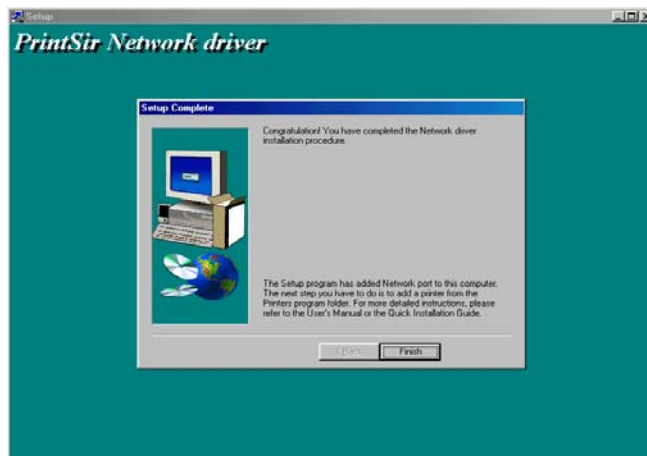 Setup
PrintSir Network driver
Setup Complete
Congratulation! You have completed the Network driver
installation procedure.
The Setup program has added Network port to this computer.
The next step you have to do is to add a printer from the
Printers program folder. For more detailed instructions, please
refer to the User's Manual or the Quick Installation Guide.
< Back
Finish